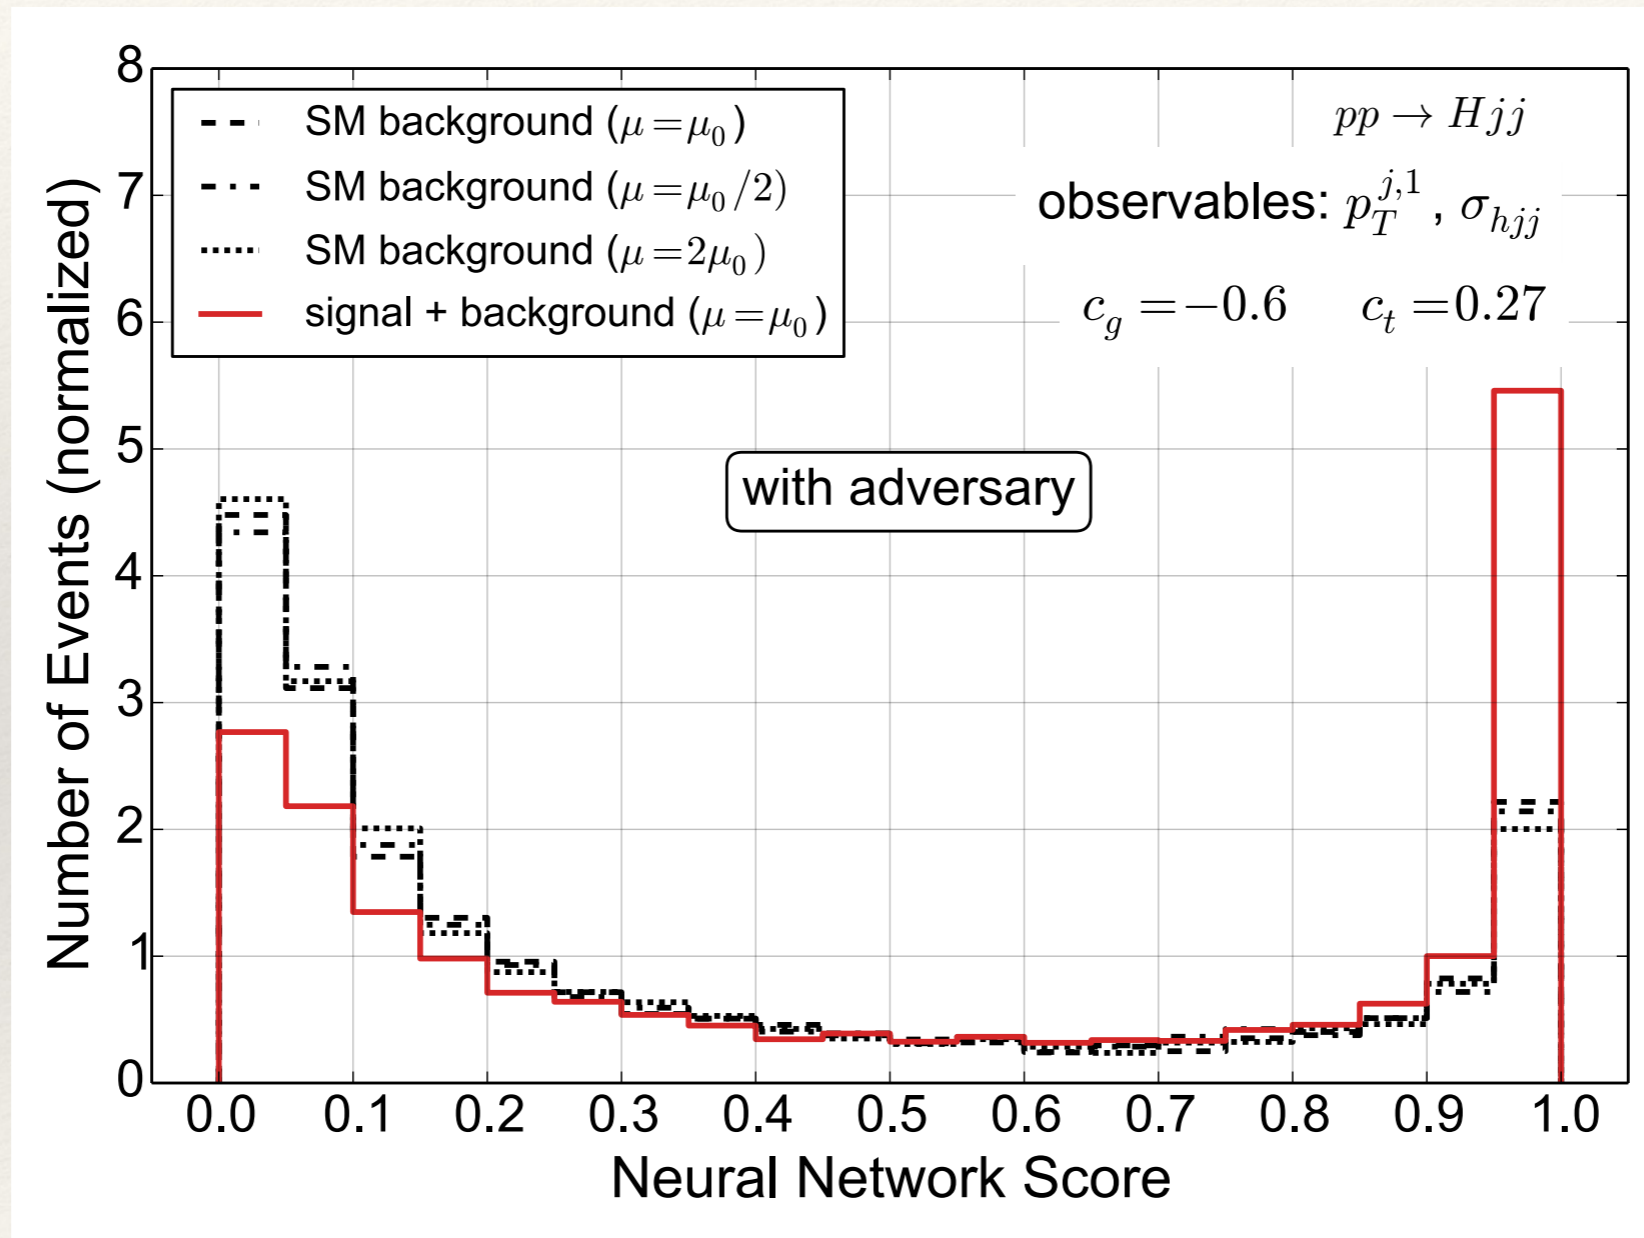 8
7
6
5
4
3
2
1
0
Number of Events (normalized)
SM background (μ = μ₀)
SM background (μ = μ₀/2)
SM background (μ = 2μ₀)
signal + background (μ = μ₀)
pp → Hjj
observables: p_T^{j,1}, σ_{hjj}
c_g = −0.6 c_t = 0.27
with adversary
0.0 0.1 0.2 0.3 0.4 0.5 0.6 0.7 0.8 0.9 1.0
Neural Network Score